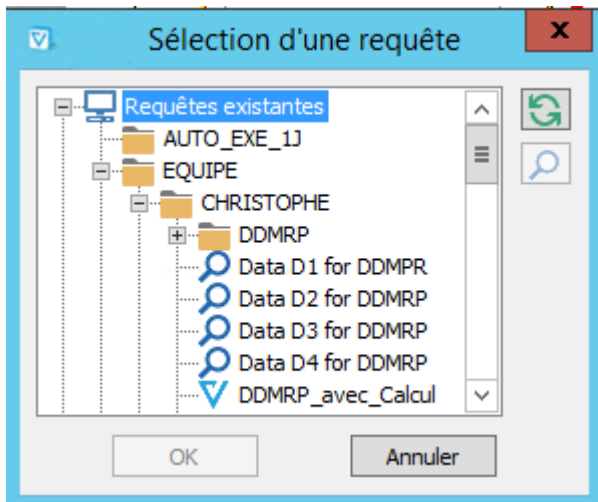 Sélection d'une requête
x
Requêtes existantes
AUTO_EXE_1J
EQUIPE
CHRISTOPHE
DDMRP
Data D1 for DDMPR
Data D2 for DDMRP
Data D3 for DDMRP
Data D4 for DDMRP
DDMRP_avec_Calcul
OK
Annuler